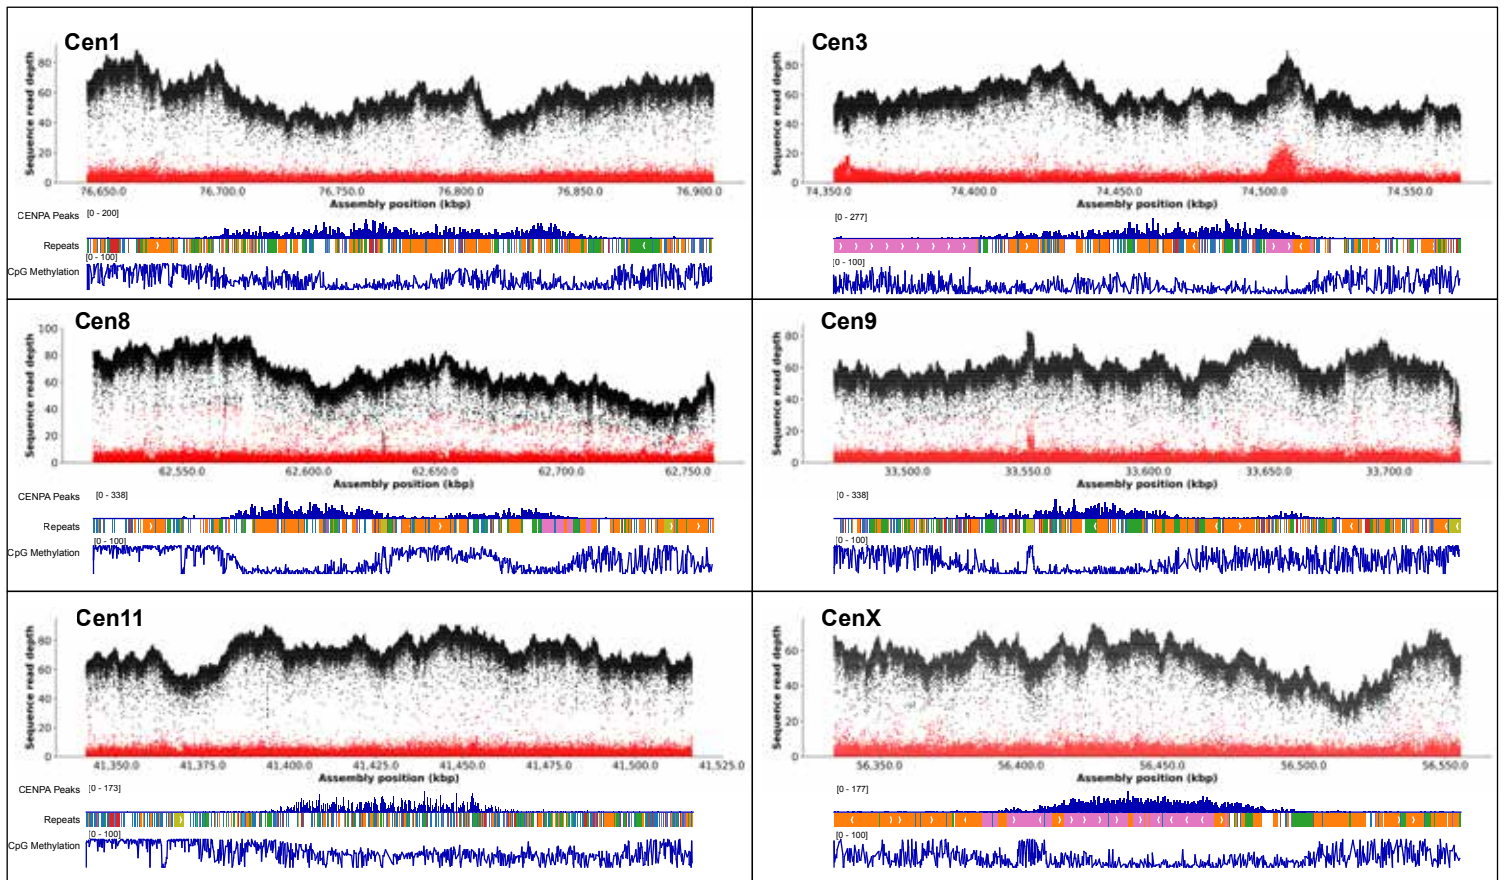 Cen1
Sequence read depth
80
60
40
20
0
76,650.0 76,700.0 76,750.0 76,800.0 76,850.0 76,900.0
Assembly position (kbp)
CENPA Peaks [0 - 200]
Repeats
[0 - 100]
CpG Methylation
Cen3
Sequence read depth
80
60
40
20
0
74,350.0 74,400.0 74,450.0 74,500.0 74,550.0
Assembly position (kbp)
[0 - 277]
[0 - 100]
Cen8
Sequence read depth
100
80
60
40
20
0
62,550.0 62,600.0 62,650.0 62,700.0 62,750.0
Assembly position (kbp)
CENPA Peaks [0 - 338]
Repeats
[0 - 100]
CpG Methylation
Cen9
Sequence read depth
80
60
40
20
0
33,500.0 33,550.0 33,600.0 33,650.0 33,700.0
Assembly position (kbp)
[0 - 338]
[0 - 100]
Cen11
Sequence read depth
80
60
40
20
0
41,350.0 41,375.0 41,400.0 41,425.0 41,450.0 41,475.0 41,500.0 41,525.0
Assembly position (kbp)
CENPA Peaks [0 - 173]
Repeats
[0 - 100]
CpG Methylation
CenX
Sequence read depth
60
40
20
0
56,350.0 56,400.0 56,450.0 56,500.0 56,550.0
Assembly position (kbp)
[0 - 177]
[0 - 100]